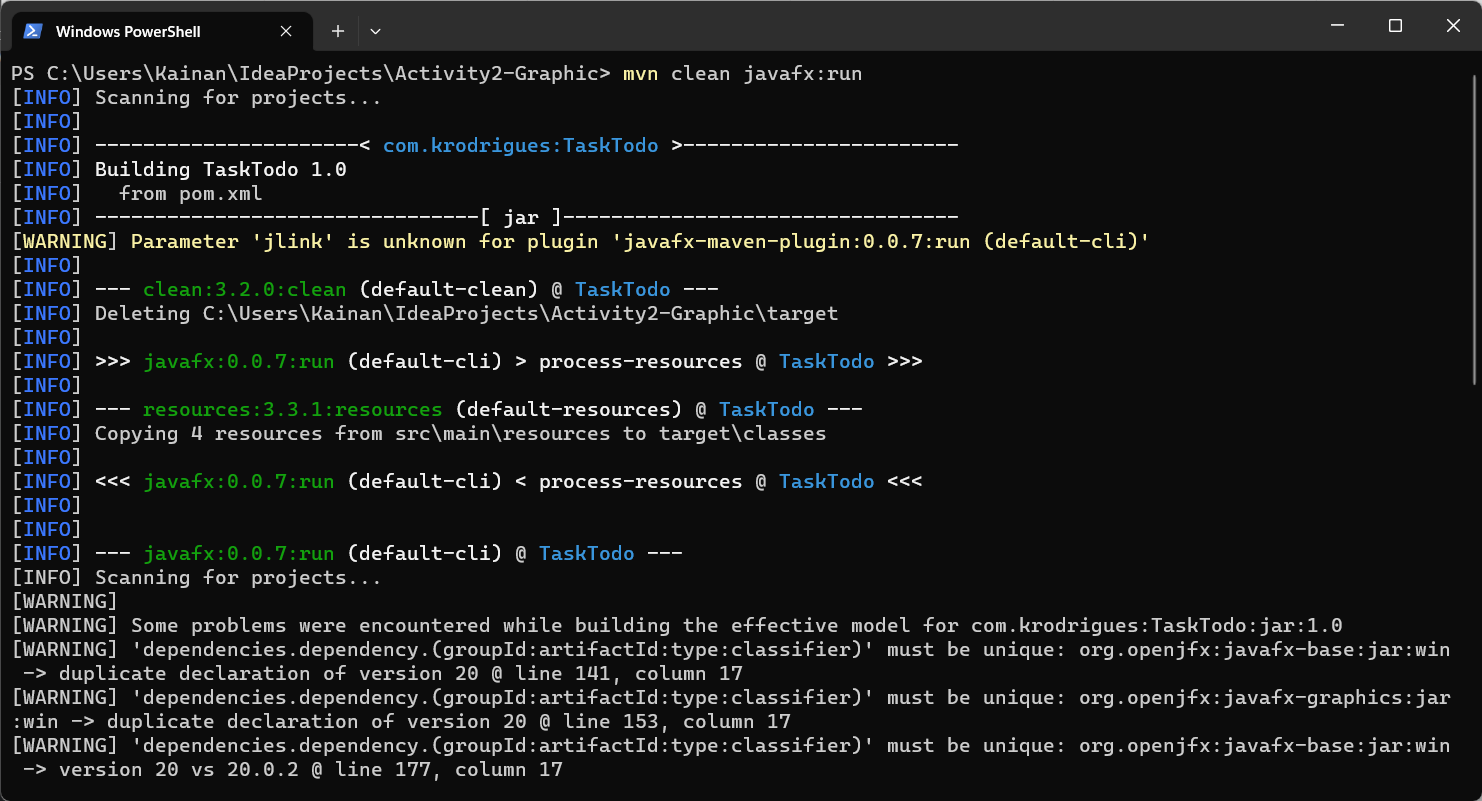 Windows PowerShell
PS C:\Users\Kainan\IdeaProjects\Activity2-Graphic> mvn clean javafx:run
[INFO] Scanning for projects...
[INFO]
[INFO] ----------------------< com.krodrigues:TaskTodo >-----------------------
[INFO] Building TaskTodo 1.0
[INFO]   from pom.xml
[INFO] --------------------------------[ jar ]---------------------------------
[WARNING] Parameter 'jlink' is unknown for plugin 'javafx-maven-plugin:0.0.7:run (default-cli)'
[INFO]
[INFO] --- clean:3.2.0:clean (default-clean) @ TaskTodo ---
[INFO] Deleting C:\Users\Kainan\IdeaProjects\Activity2-Graphic\target
[INFO]
[INFO] >>> javafx:0.0.7:run (default-cli) > process-resources @ TaskTodo >>>
[INFO]
[INFO] --- resources:3.3.1:resources (default-resources) @ TaskTodo ---
[INFO] Copying 4 resources from src\main\resources to target\classes
[INFO]
[INFO] <<< javafx:0.0.7:run (default-cli) < process-resources @ TaskTodo <<<
[INFO]
[INFO]
[INFO] --- javafx:0.0.7:run (default-cli) @ TaskTodo ---
[INFO] Scanning for projects...
[WARNING]
[WARNING] Some problems were encountered while building the effective model for com.krodrigues:TaskTodo:jar:1.0
[WARNING] 'dependencies.dependency.(groupId:artifactId:type:classifier)' must be unique: org.openjfx:javafx-base:jar:win
 -> duplicate declaration of version 20 @ line 141, column 17
[WARNING] 'dependencies.dependency.(groupId:artifactId:type:classifier)' must be unique: org.openjfx:javafx-graphics:jar
:win -> duplicate declaration of version 20 @ line 153, column 17
[WARNING] 'dependencies.dependency.(groupId:artifactId:type:classifier)' must be unique: org.openjfx:javafx-base:jar:win
 -> version 20 vs 20.0.2 @ line 177, column 17